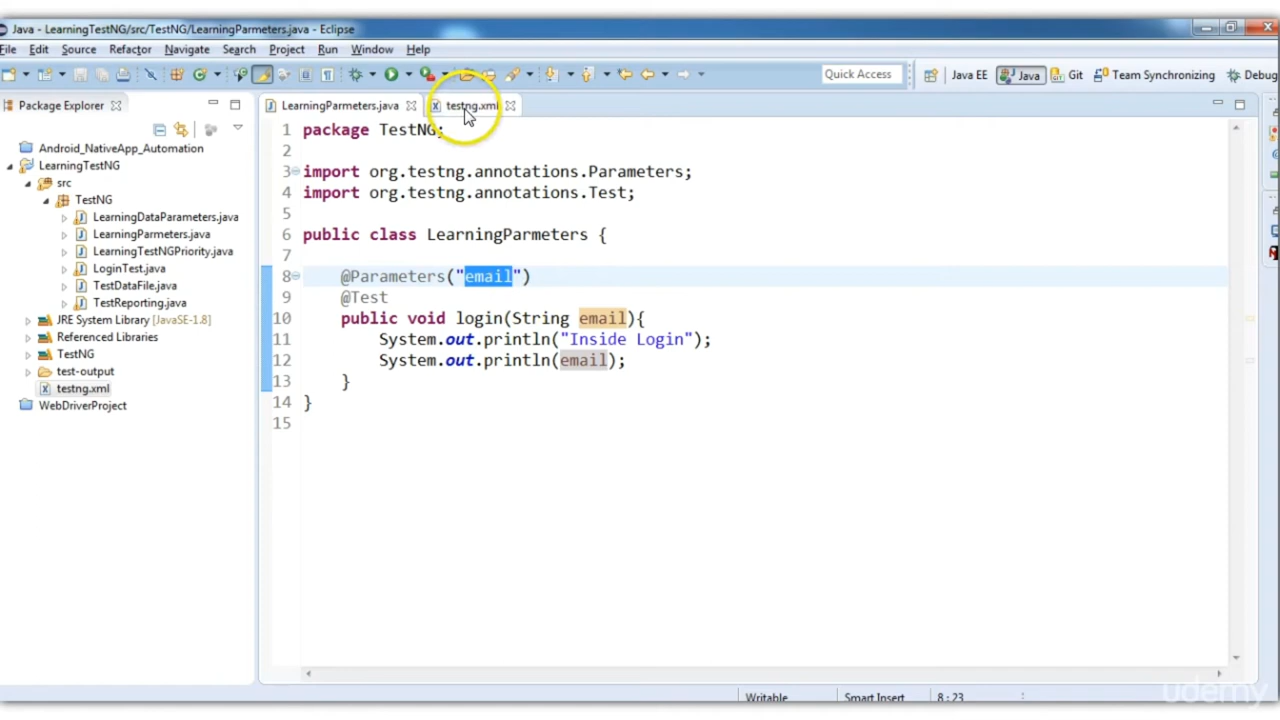 Java - LearningTestNG/src/TestNG/LearningParmeters.java - Eclipse
File Edit Source Refactor Navigate Search Project Run Window Help
Quick Access Java EE Java Git Team Synchronizing Debug
Package Explorer
LearningParmeters.java testng.xml
Android_NativeApp_Automation
LearningTestNG
src
TestNG
LearningDataParameters.java
LearningParmeters.java
LearningTestNGPriority.java
LoginTest.java
TestDataFile.java
TestReporting.java
JRE System Library [JavaSE-1.8]
Referenced Libraries
TestNG
test-output
testng.xml
WebDriverProject
1 package TestNG;
2
3 import org.testng.annotations.Parameters;
4 import org.testng.annotations.Test;
5
6 public class LearningParmeters {
7
8 @Parameters("email")
9 @Test
10 public void login(String email){
11 System.out.println("Inside Login");
12 System.out.println(email);
13 }
14 }
15
Writable Smart Insert 8 : 23
udemy